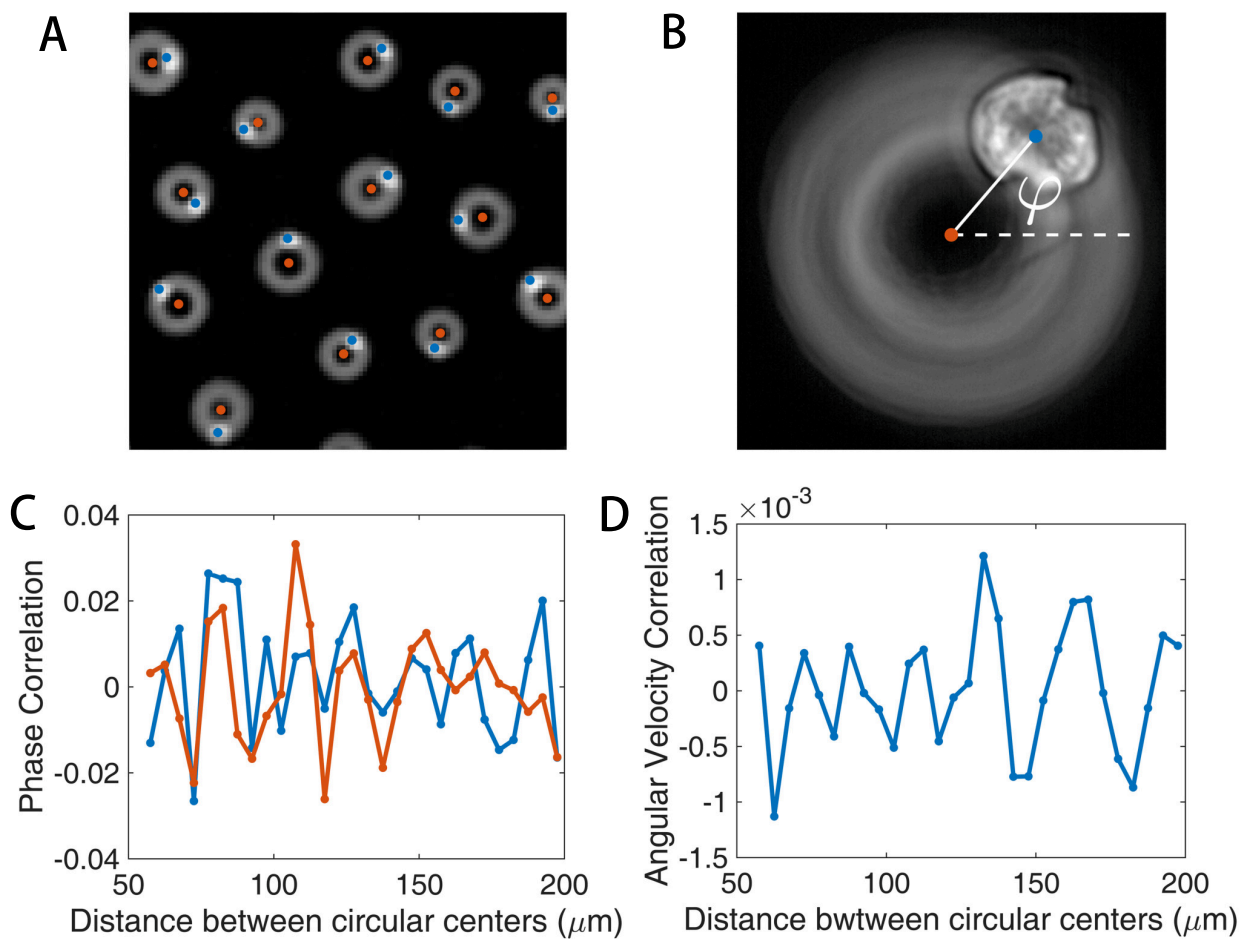 A
B
φ
C
0.04
0.02
0
-0.02
-0.04
50
100
150
200
Phase Correlation
Distance between circular centers (μm)
D
×10-3
1.5
1
0.5
0
-0.5
-1
-1.5
50
100
150
200
Angular Velocity Correlation
Distance bwtween circular centers (μm)